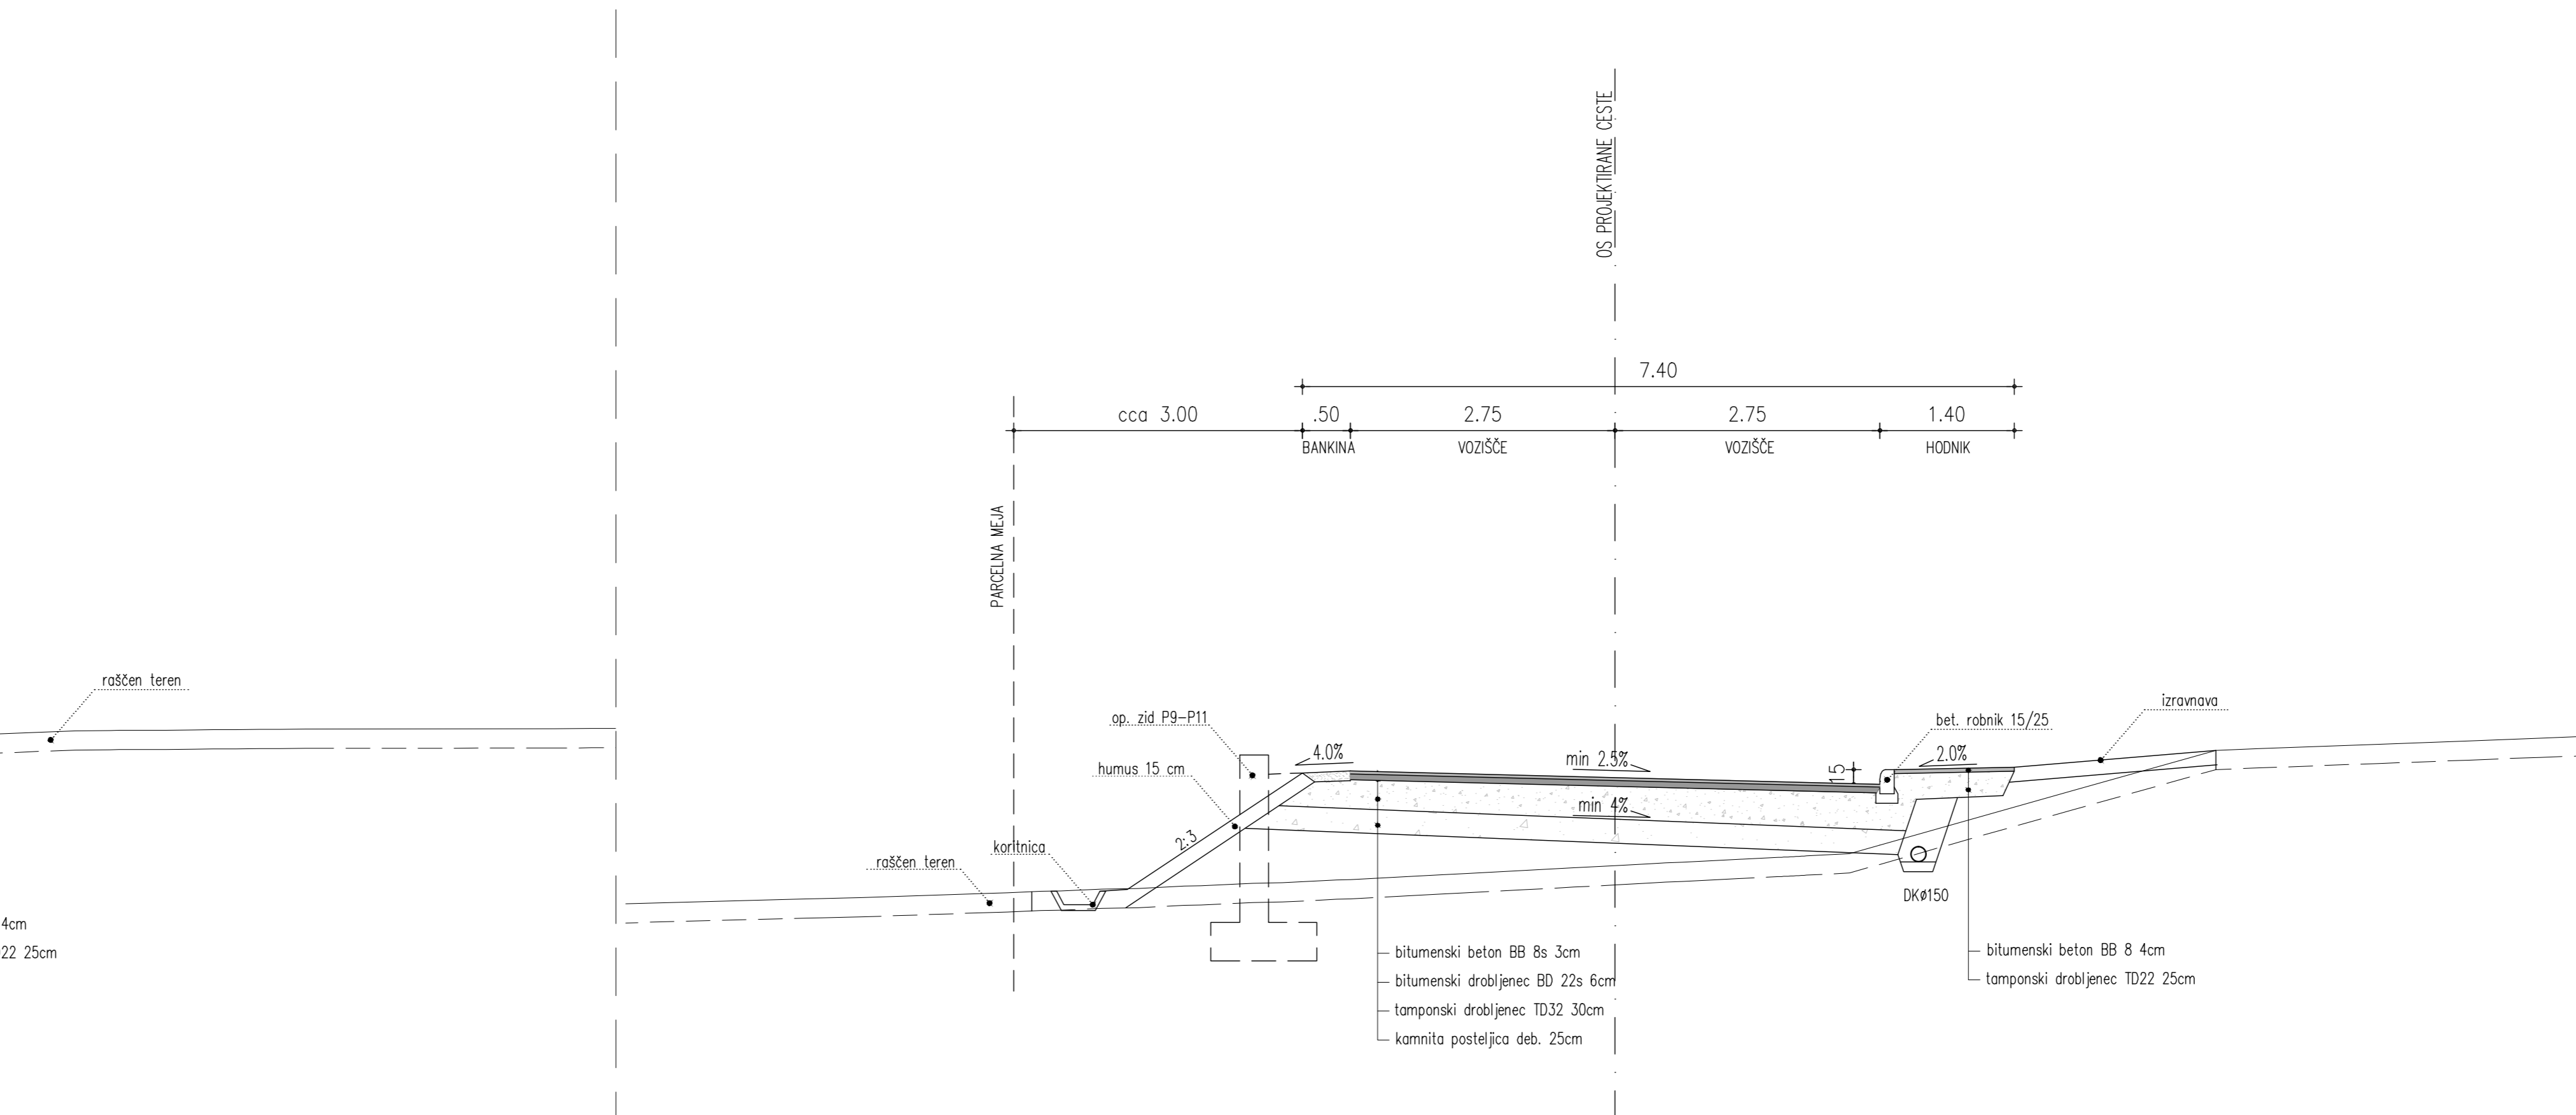 OS PROJEKTIRANE CESTE
7.40
cca 3.00
.50
2.75
2.75
1.40
BANKINA
VOZIŠČE
VOZIŠČE
HODNIK
PARCELNA MEJA
raščen teren
izravnava
op. zid P9-P11
bet. robnik 15/25
4.0%
min 2.5%
15
2.0%
humus 15 cm
min 4%
2:3
koritnica
raščen teren
DKø150
4cm
22 25cm
bitumenski beton BB 8s 3cm
bitumenski drobljenec BD 22s 6cm
tamponski drobljenec TD32 30cm
kamnita posteljica deb. 25cm
bitumenski beton BB 8 4cm
tamponski drobljenec TD22 25cm